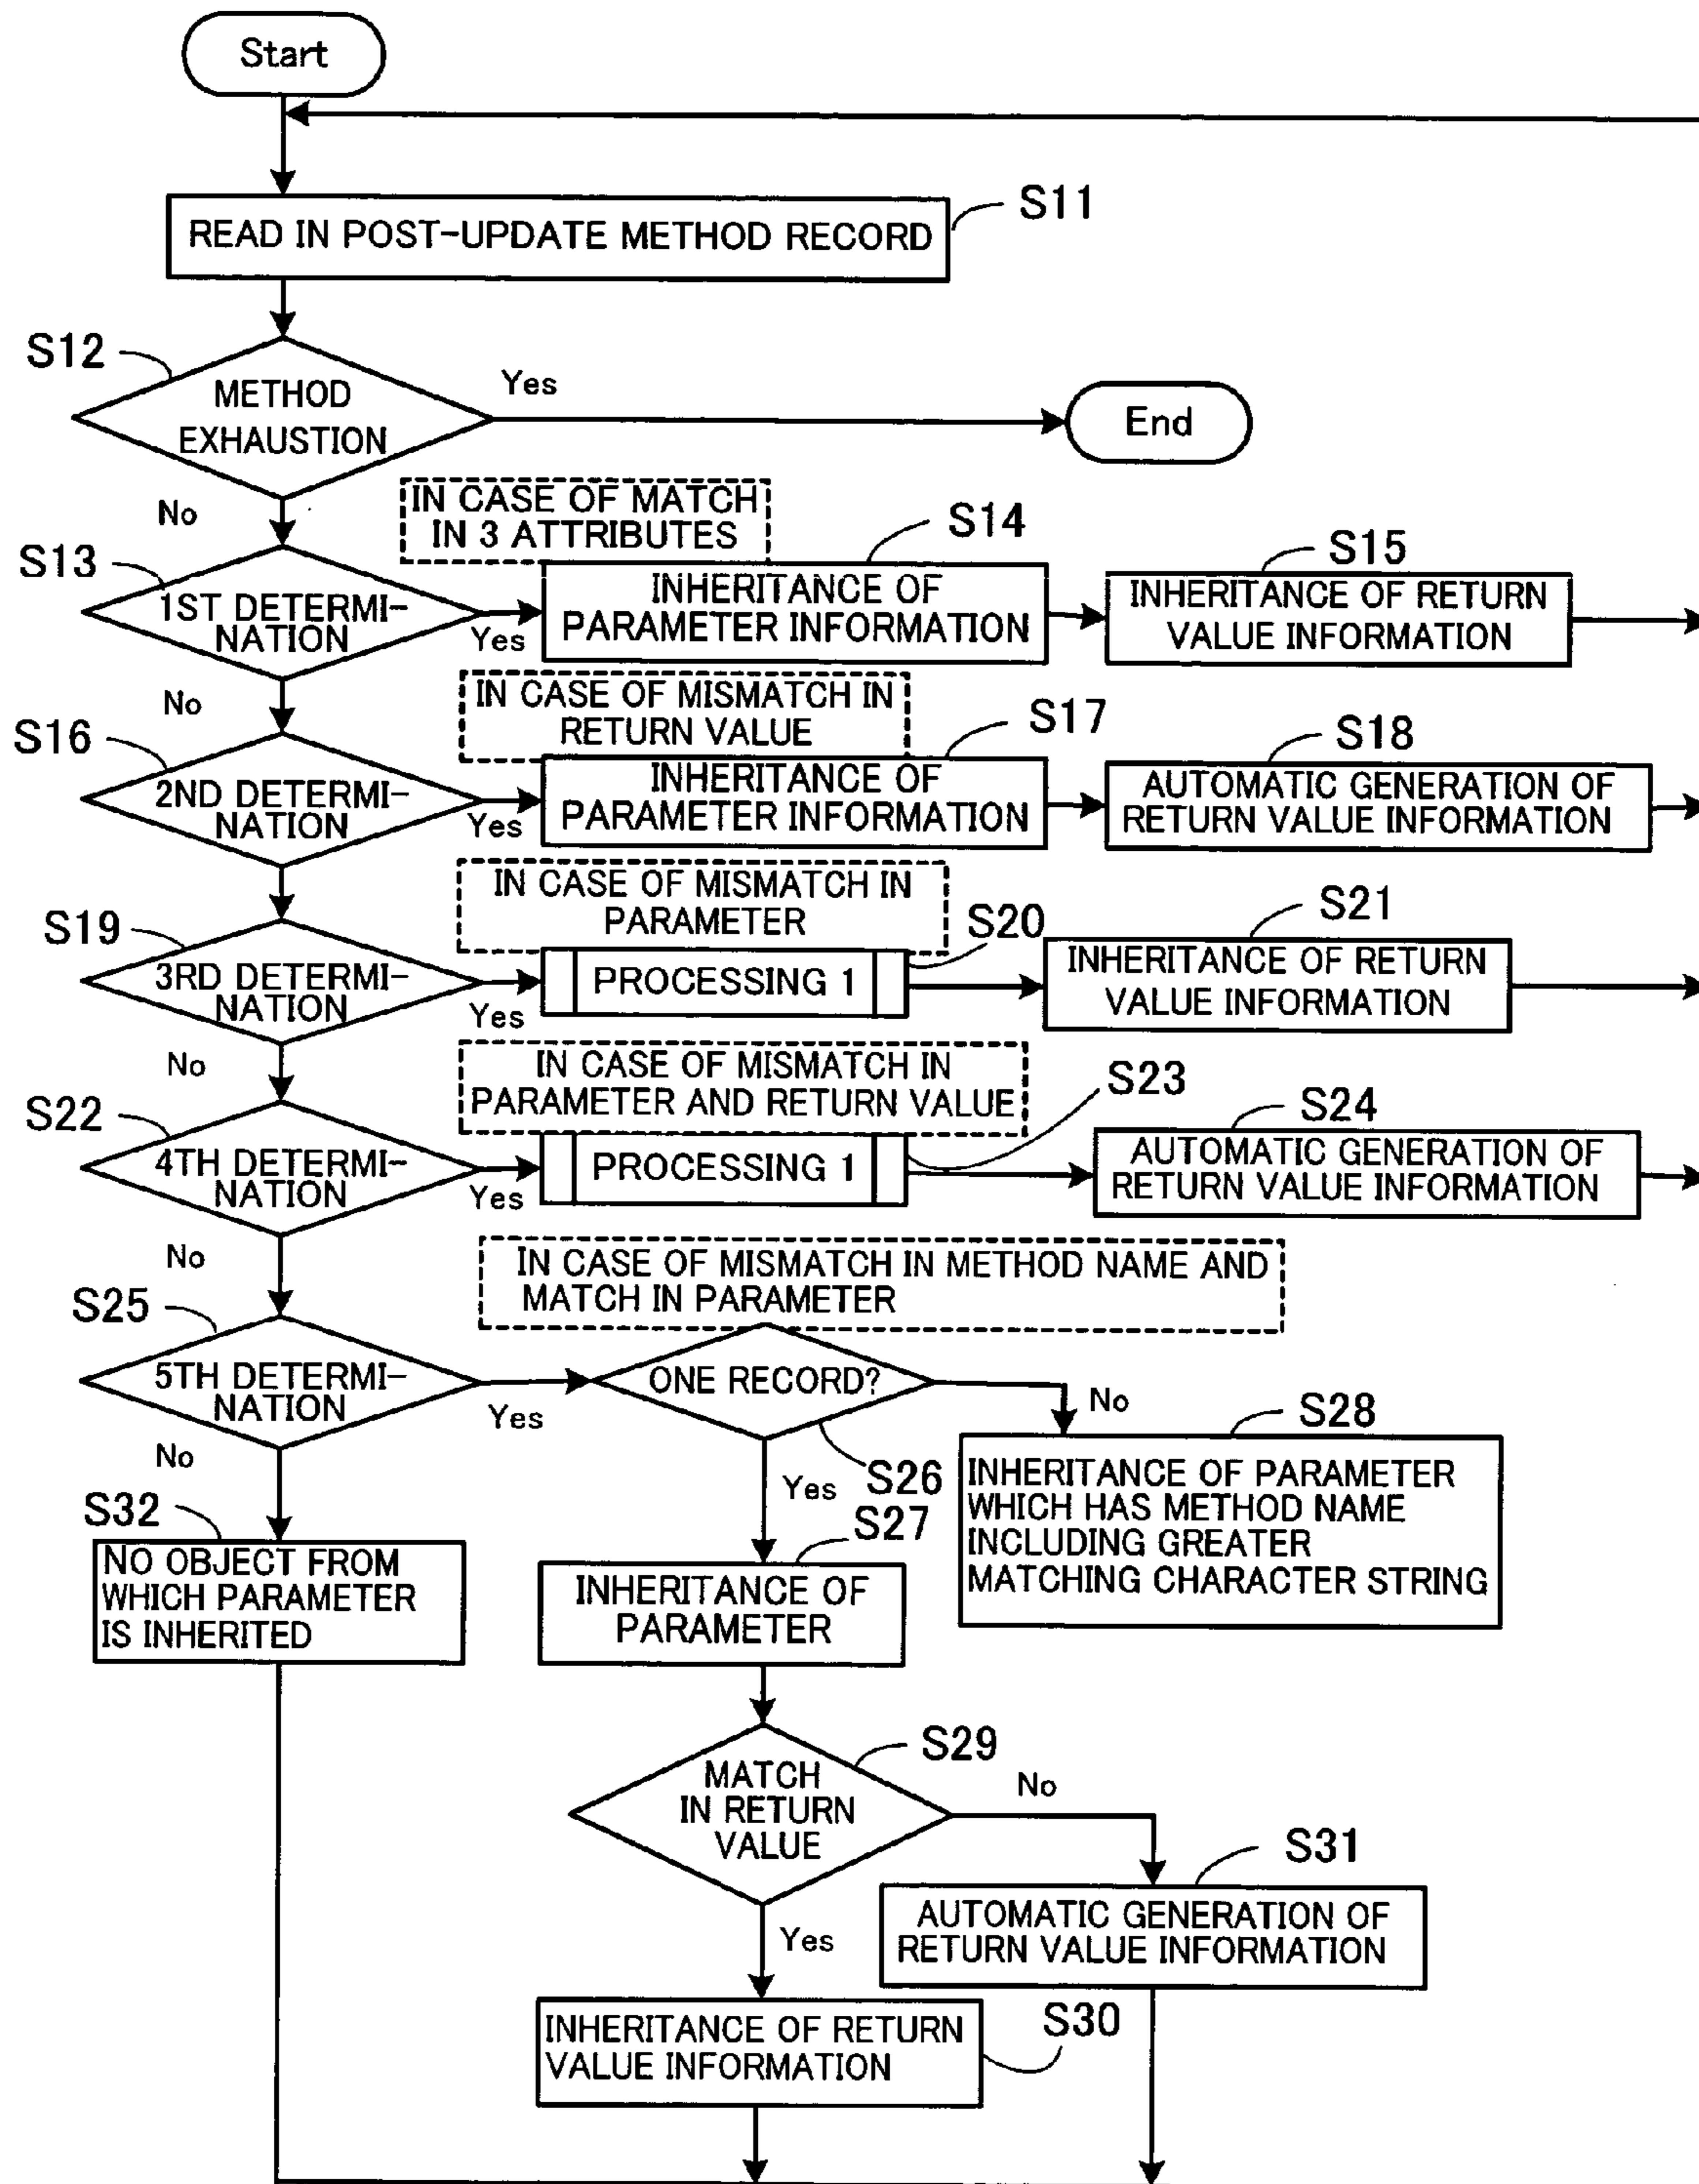 Start
READ IN POST-UPDATE METHOD RECORD
S11
S12
METHOD
EXHAUSTION
Yes
End
No
IN CASE OF MATCH
IN 3 ATTRIBUTES
S13
1ST DETERMI-
NATION
Yes
S14
INHERITANCE OF
PARAMETER INFORMATION
S15
INHERITANCE OF RETURN
VALUE INFORMATION
No
IN CASE OF MISMATCH IN
RETURN VALUE
S16
2ND DETERMI-
NATION
Yes
S17
INHERITANCE OF
PARAMETER INFORMATION
S18
AUTOMATIC GENERATION OF
RETURN VALUE INFORMATION
IN CASE OF MISMATCH IN
PARAMETER
S19
3RD DETERMI-
NATION
Yes
S20
PROCESSING 1
S21
INHERITANCE OF RETURN
VALUE INFORMATION
No
IN CASE OF MISMATCH IN
PARAMETER AND RETURN VALUE
S22
4TH DETERMI-
NATION
Yes
S23
PROCESSING 1
S24
AUTOMATIC GENERATION OF
RETURN VALUE INFORMATION
No
IN CASE OF MISMATCH IN METHOD NAME AND
MATCH IN PARAMETER
S25
5TH DETERMI-
NATION
Yes
ONE RECORD?
S26
No
S28
INHERITANCE OF PARAMETER
WHICH HAS METHOD NAME
INCLUDING GREATER
MATCHING CHARACTER STRING
No
S32
NO OBJECT FROM
WHICH PARAMETER
IS INHERITED
Yes
S27
INHERITANCE OF
PARAMETER
S29
MATCH
IN RETURN
VALUE
No
S31
AUTOMATIC GENERATION OF
RETURN VALUE INFORMATION
Yes
S30
INHERITANCE OF RETURN
VALUE INFORMATION